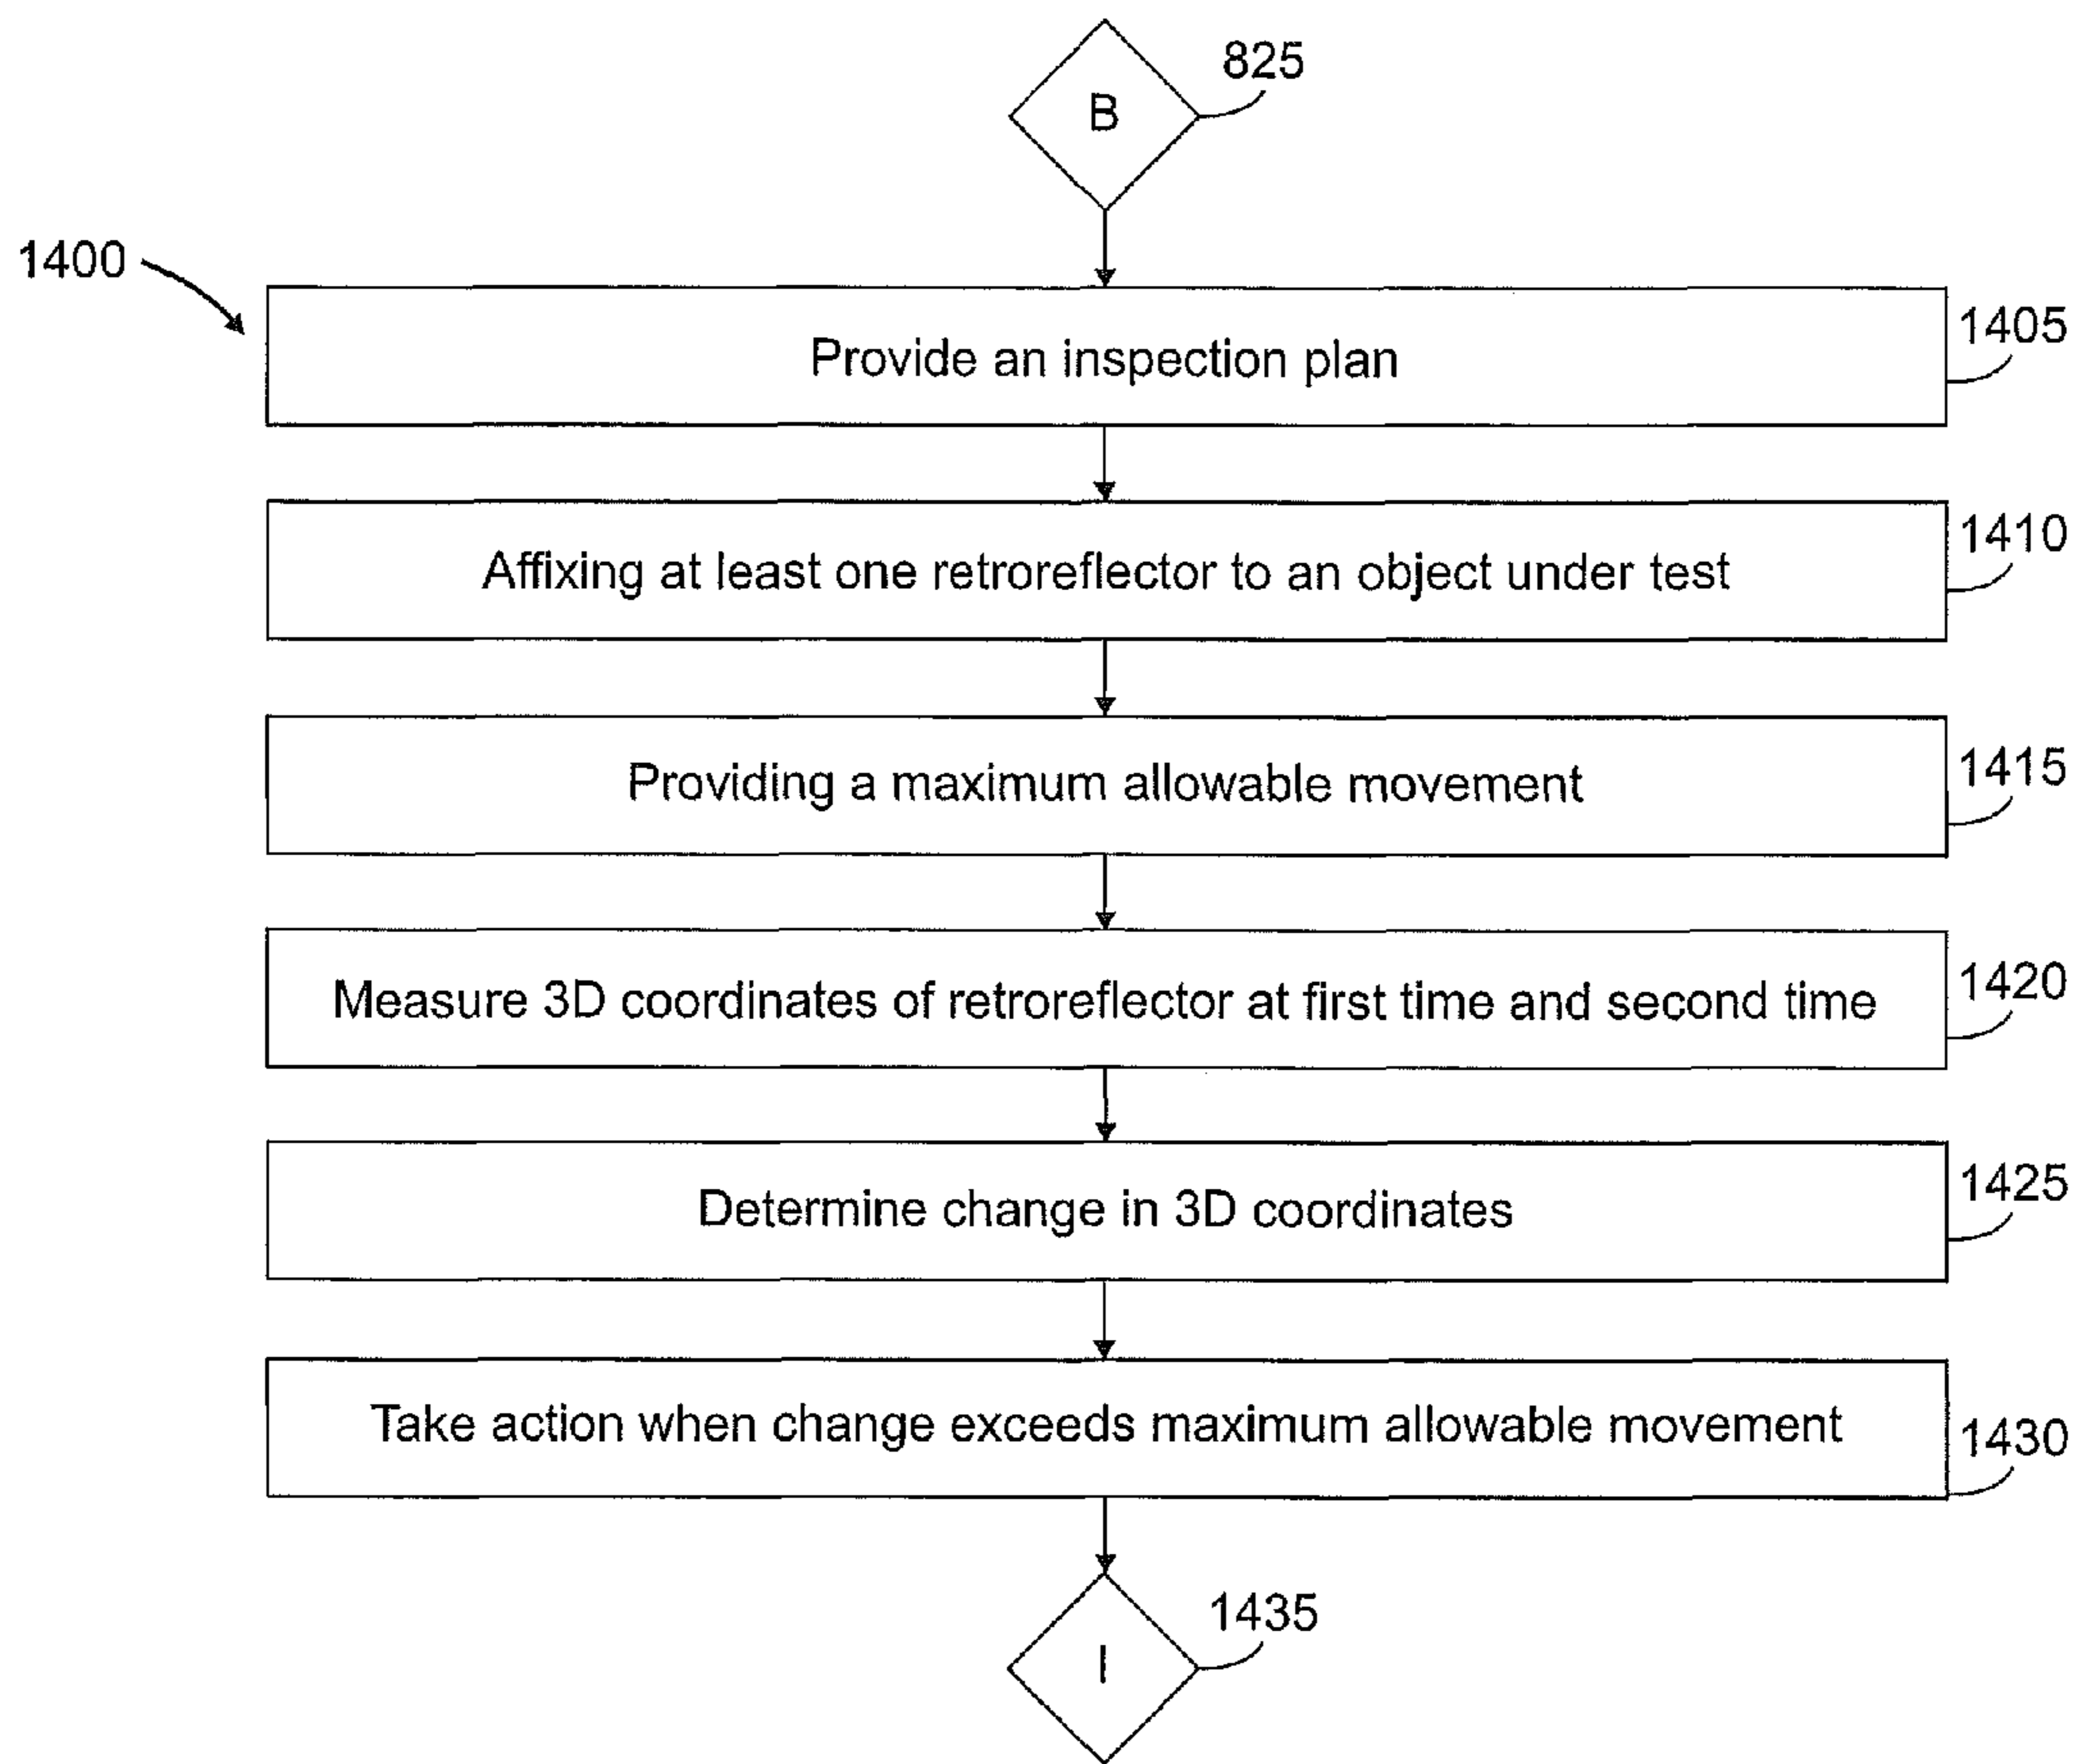 B
825
1400
Provide an inspection plan
1405
Affixing at least one retroreflector to an object under test
1410
Providing a maximum allowable movement
1415
Measure 3D coordinates of retroreflector at first time and second time
1420
Determine change in 3D coordinates
1425
Take action when change exceeds maximum allowable movement
1430
I
1435